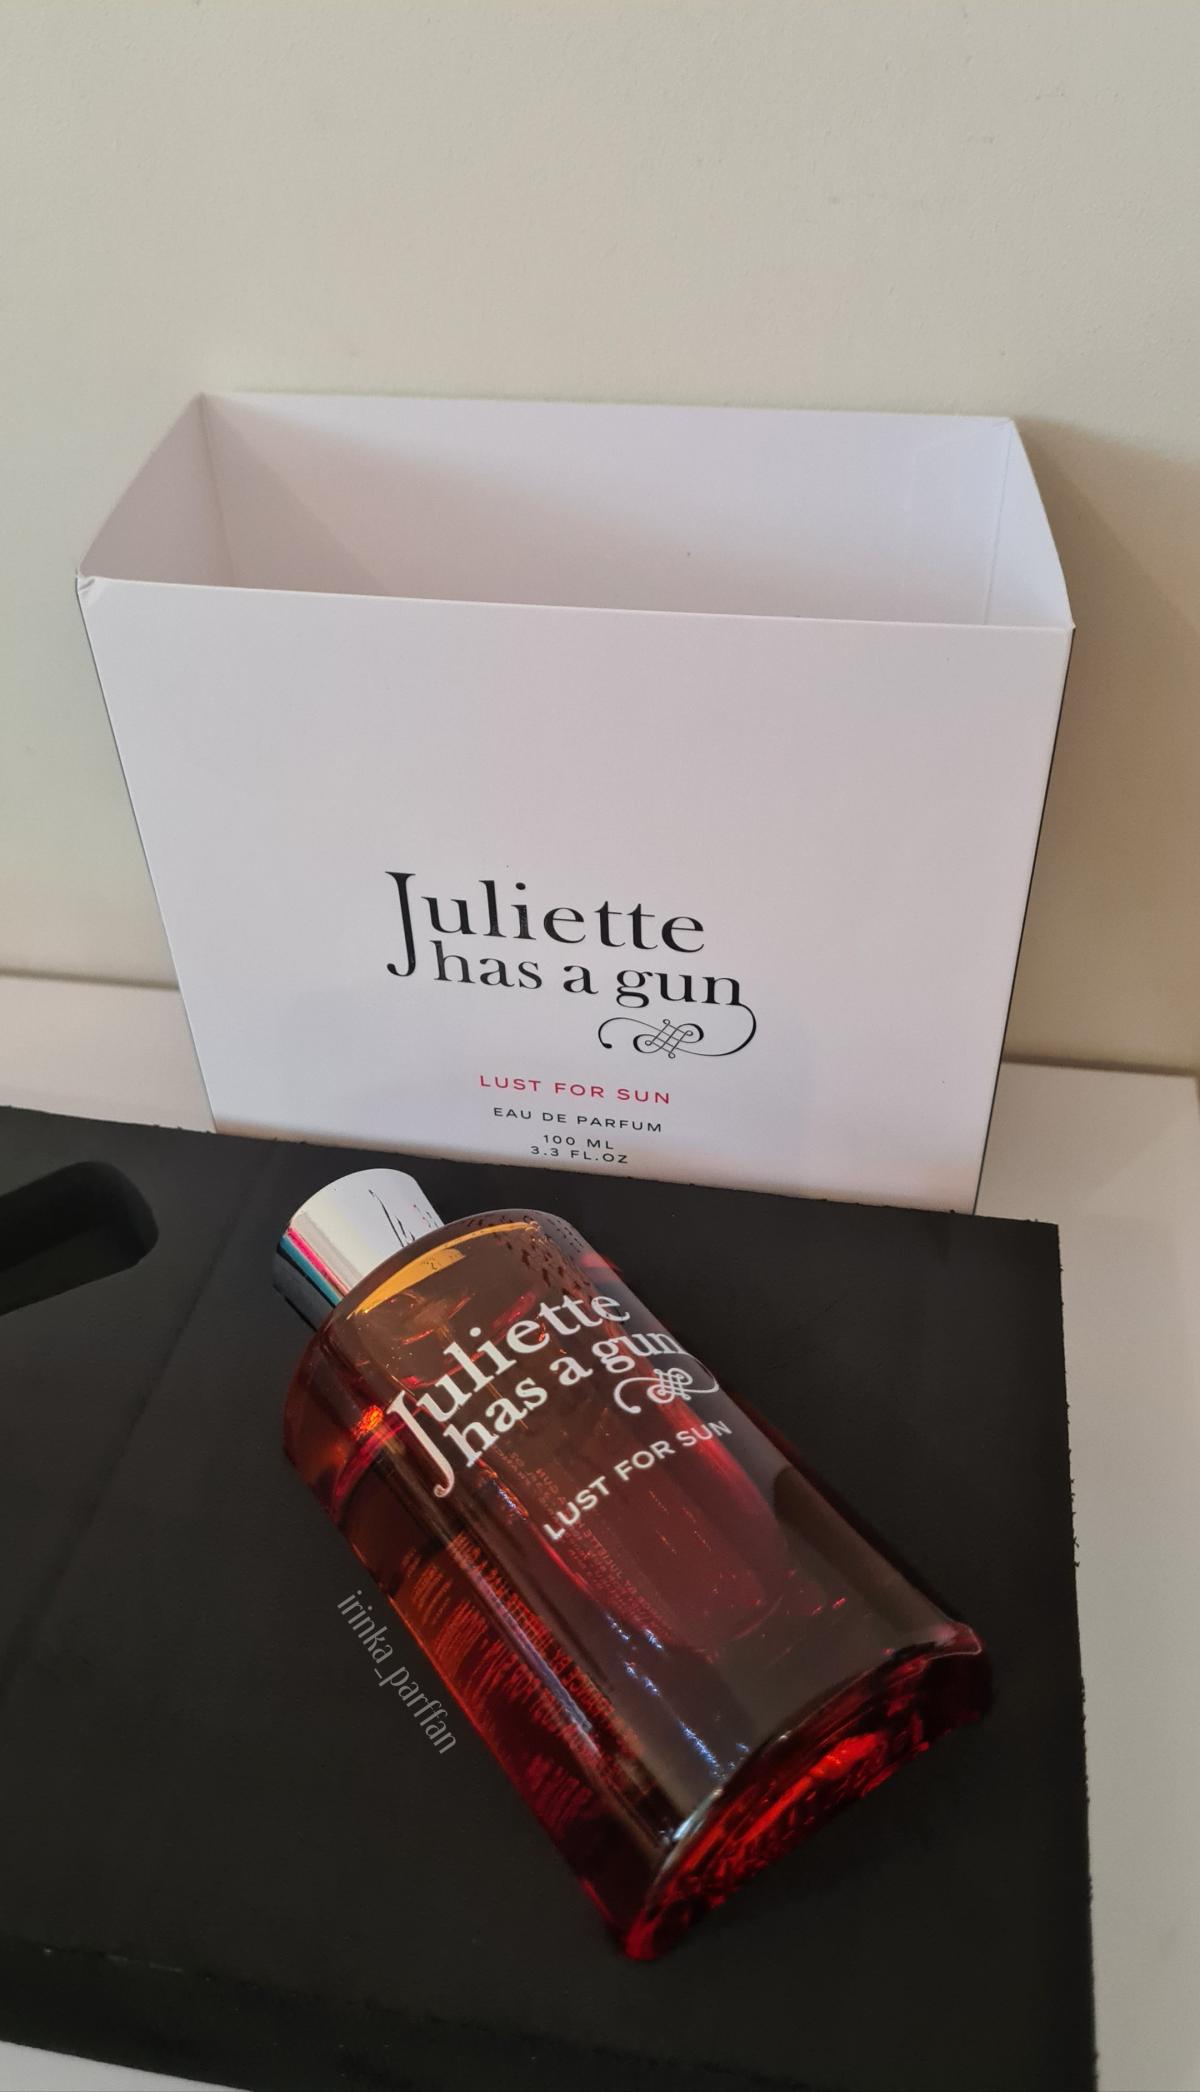 Juliette
has a gun
LUST FOR SUN
EAU DE PARFUM
100 ML
3.3 FL.OZ
Juliette
has a gun
LUST FOR SUN
irinka_parffan